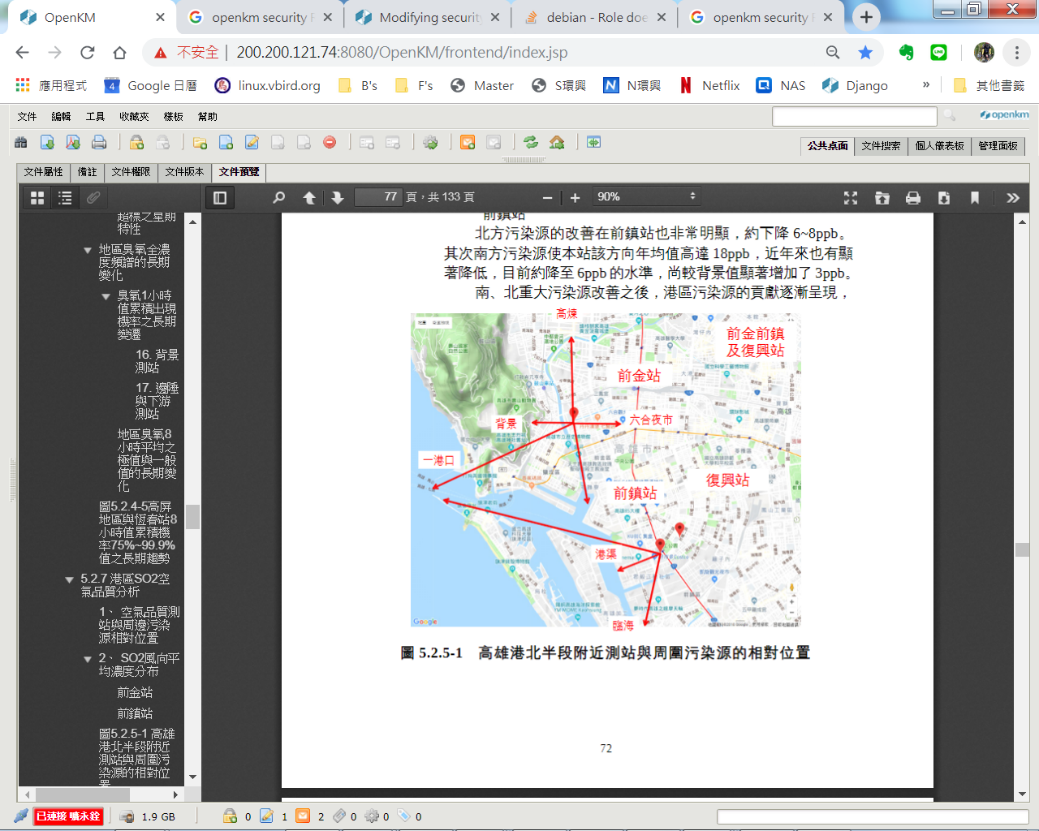 OpenKM
openkm security
Modifying securit
debian - Role doe
openkm security
不安全
200.200.121.74:8080/OpenKM/frontend/index.jsp
應用程式
4
Google 日曆
linux.vbird.org
B's
F's
Master
S環興
N
N環興
N
Netflix
NAS
Django
»
其他書籤
文件
編輯
工具
收藏夾
樣板
幫助
openkm
公共桌面
文件搜索
個人儀表板
管理面板
文件屬性
備註
文件權限
文件版本
文件預覽
77
頁，共 133 頁
90%
超標之星期
特性
地區臭氧全濃
度頻譜的長期
變化
臭氧1小時
值累積出現
機率之長期
變遷
16. 背景
測站
17. 邊陲
與下游
測站
地區臭氧8
小時平均之
極值與一般
值的長期變
化
圖5.2.4-5高屏
地區與恆春站8
小時值累積機
率75%~99.9%
值之長期趨勢
5.2.7 港區SO2空
氣品質分析
1、 空氣品質測
站與周邊污染
源相對位置
2、 SO2風向平
均濃度分布
前金站
前鎮站
圖5.2.5-1 高雄
港北半段附近
測站與周圍污
染源的相對位
置
前鎮站
北方污染源的改善在前鎮站也非常明顯，約下降 6~8ppb。
其次南方污染源使本站該方向年均值高達 18ppb，近年來也有顯
著降低，目前約降至 6ppb 的水準，尚較背景值顯著增加了 3ppb。
南、北重大污染源改善之後，港區污染源的貢獻逐漸呈現，
高煉
前金前鎮
及復興站
前金站
背景
六合夜市
高雄市
一港口
復興站
前鎮站
港渠
臨海
Google
圖 5.2.5-1 高雄港北半段附近測站與周圍污染源的相對位置
72
已連接 曠永銓
1.9 GB
0
1
2
0
0
0